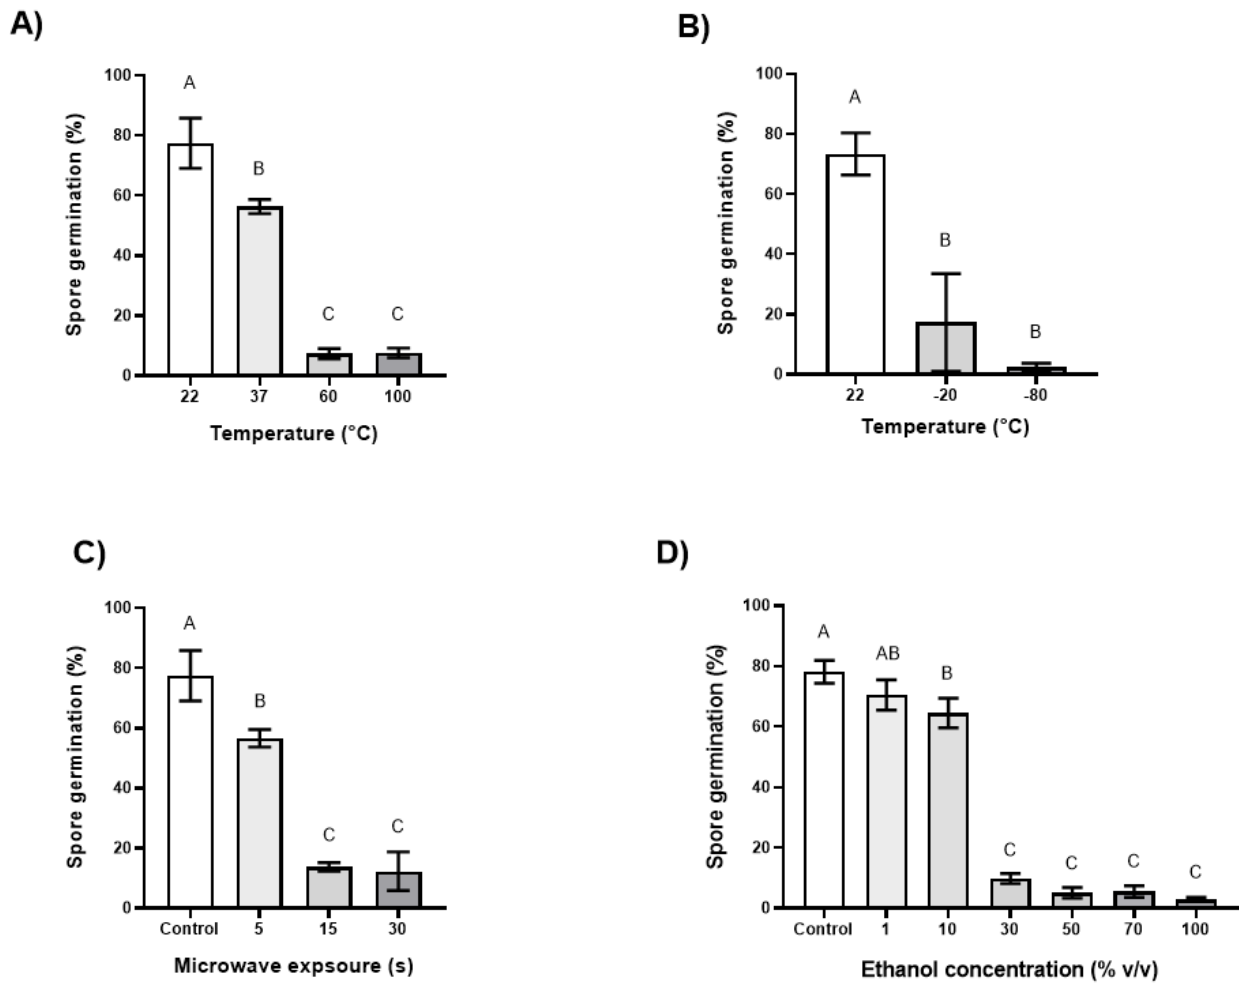 A)
100
80
60
40
20
0
Spore germination (%)
A
B
C
C
22 37 60 100
Temperature (°C)
B)
100
80
60
40
20
0
Spore germination (%)
A
B
B
22 -20 -80
Temperature (°C)
C)
100
80
60
40
20
0
Spore germination (%)
A
B
C
C
Control 5 15 30
Microwave expsoure (s)
D)
100
80
60
40
20
0
Spore germination (%)
A
AB
B
C
C
C
C
Control 1 10 30 50 70 100
Ethanol concentration (% v/v)